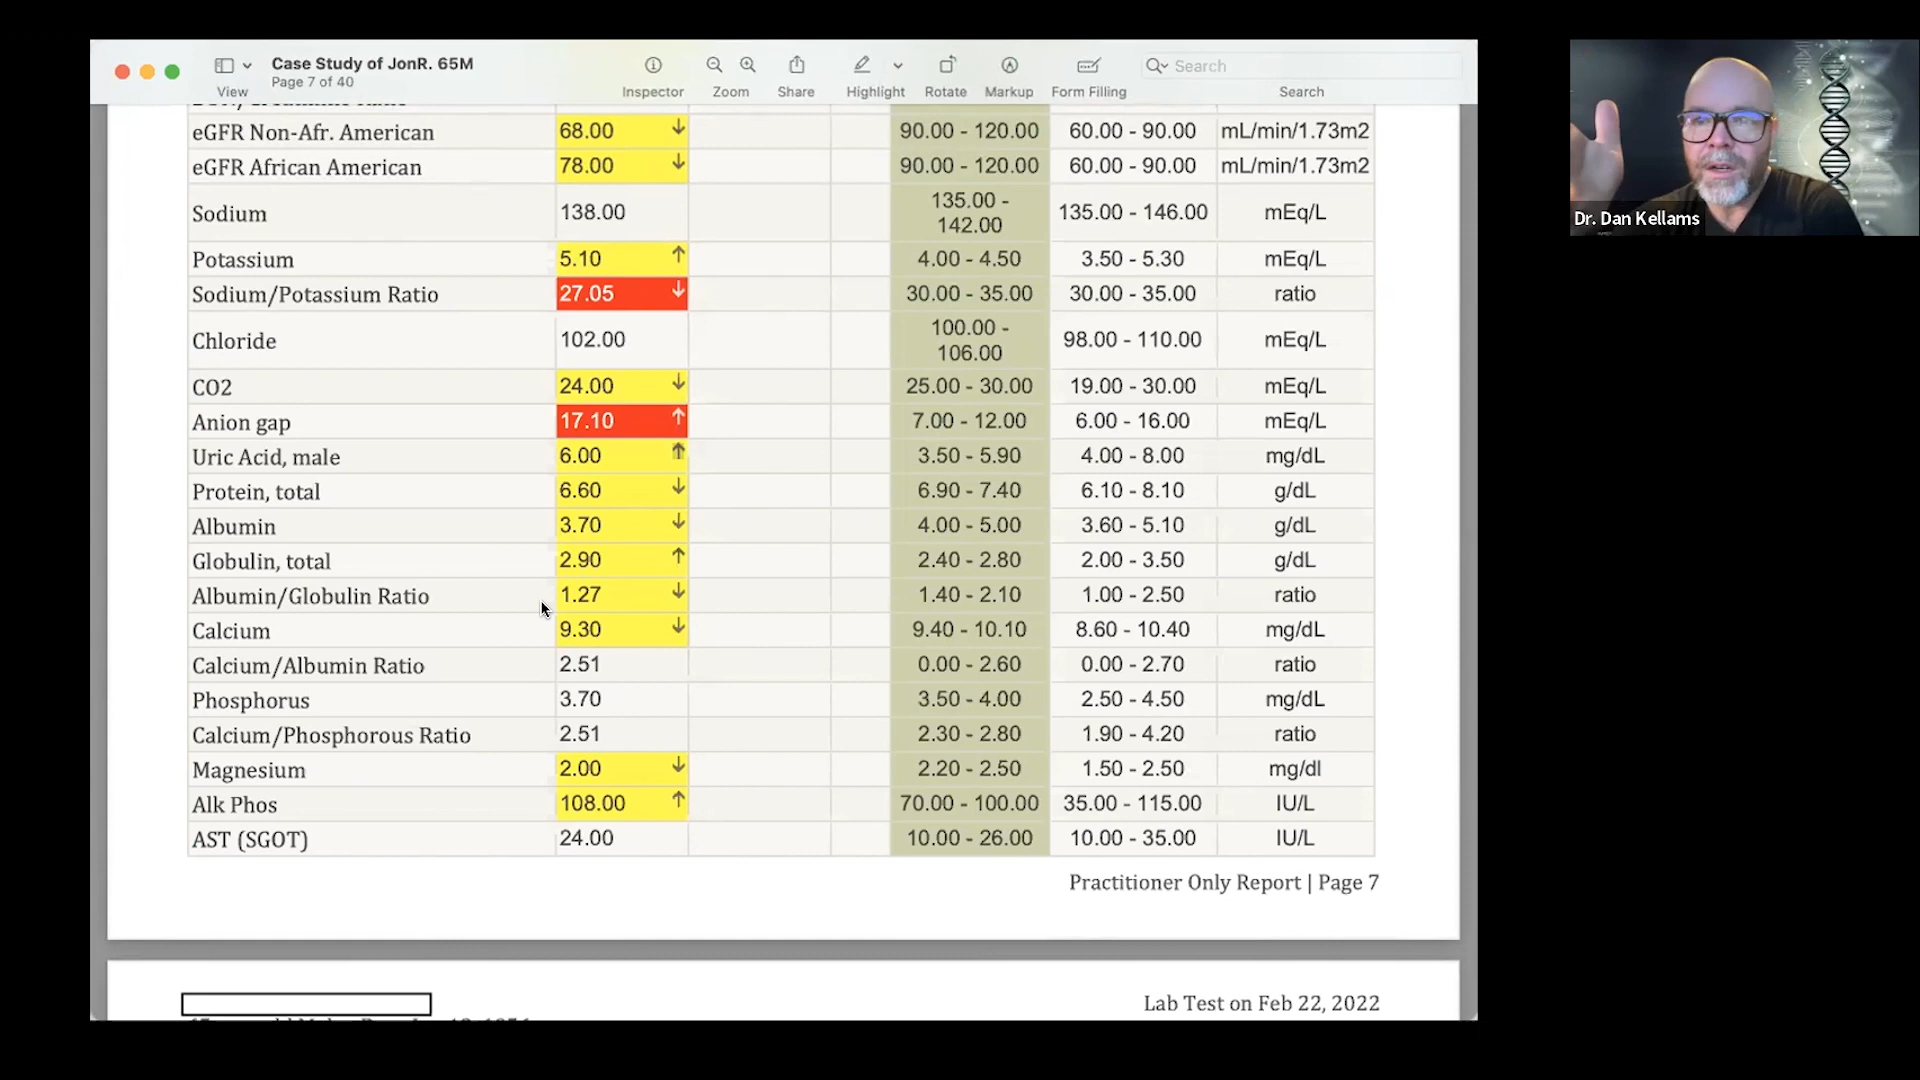 Case Study of JonR. 65M
Page 7 of 40
View
Inspector
Zoom
Share
Highlight
Rotate
Markup
Form Filling
Search
Search
Dr. Dan Kellams
eGFR Non-Afr. American 68.00 ↓ 90.00 - 120.00 60.00 - 90.00 mL/min/1.73m2
eGFR African American 78.00 ↓ 90.00 - 120.00 60.00 - 90.00 mL/min/1.73m2
Sodium 138.00 135.00 - 142.00 135.00 - 146.00 mEq/L
Potassium 5.10 ↑ 4.00 - 4.50 3.50 - 5.30 mEq/L
Sodium/Potassium Ratio 27.05 ↓ 30.00 - 35.00 30.00 - 35.00 ratio
Chloride 102.00 100.00 - 106.00 98.00 - 110.00 mEq/L
CO2 24.00 ↓ 25.00 - 30.00 19.00 - 30.00 mEq/L
Anion gap 17.10 ↑ 7.00 - 12.00 6.00 - 16.00 mEq/L
Uric Acid, male 6.00 ↑ 3.50 - 5.90 4.00 - 8.00 mg/dL
Protein, total 6.60 ↓ 6.90 - 7.40 6.10 - 8.10 g/dL
Albumin 3.70 ↓ 4.00 - 5.00 3.60 - 5.10 g/dL
Globulin, total 2.90 ↑ 2.40 - 2.80 2.00 - 3.50 g/dL
Albumin/Globulin Ratio 1.27 ↓ 1.40 - 2.10 1.00 - 2.50 ratio
Calcium 9.30 ↓ 9.40 - 10.10 8.60 - 10.40 mg/dL
Calcium/Albumin Ratio 2.51 0.00 - 2.60 0.00 - 2.70 ratio
Phosphorus 3.70 3.50 - 4.00 2.50 - 4.50 mg/dL
Calcium/Phosphorous Ratio 2.51 2.30 - 2.80 1.90 - 4.20 ratio
Magnesium 2.00 ↓ 2.20 - 2.50 1.50 - 2.50 mg/dl
Alk Phos 108.00 ↑ 70.00 - 100.00 35.00 - 115.00 IU/L
AST (SGOT) 24.00 10.00 - 26.00 10.00 - 35.00 IU/L
Practitioner Only Report | Page 7
Lab Test on Feb 22, 2022